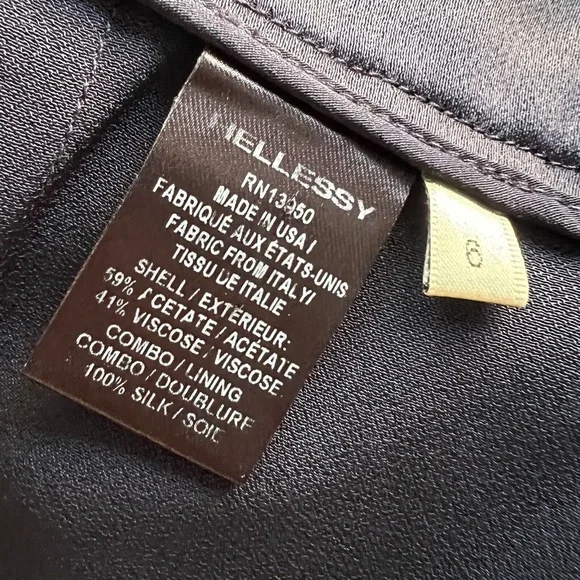 HELLESSY
RN13950
MADE IN USA /
FABRIQUÉ AUX ÉTATS-UNIS
FABRIC FROM ITALY/
TISSU DE ITALIE
SHELL / EXTÉRIEUR
59% ACETATE / ACÉTATE
41% VISCOSE / VISCOSE
COMBO / LINING
COMBO / DOUBLURE
100% SILK / SOIE
6